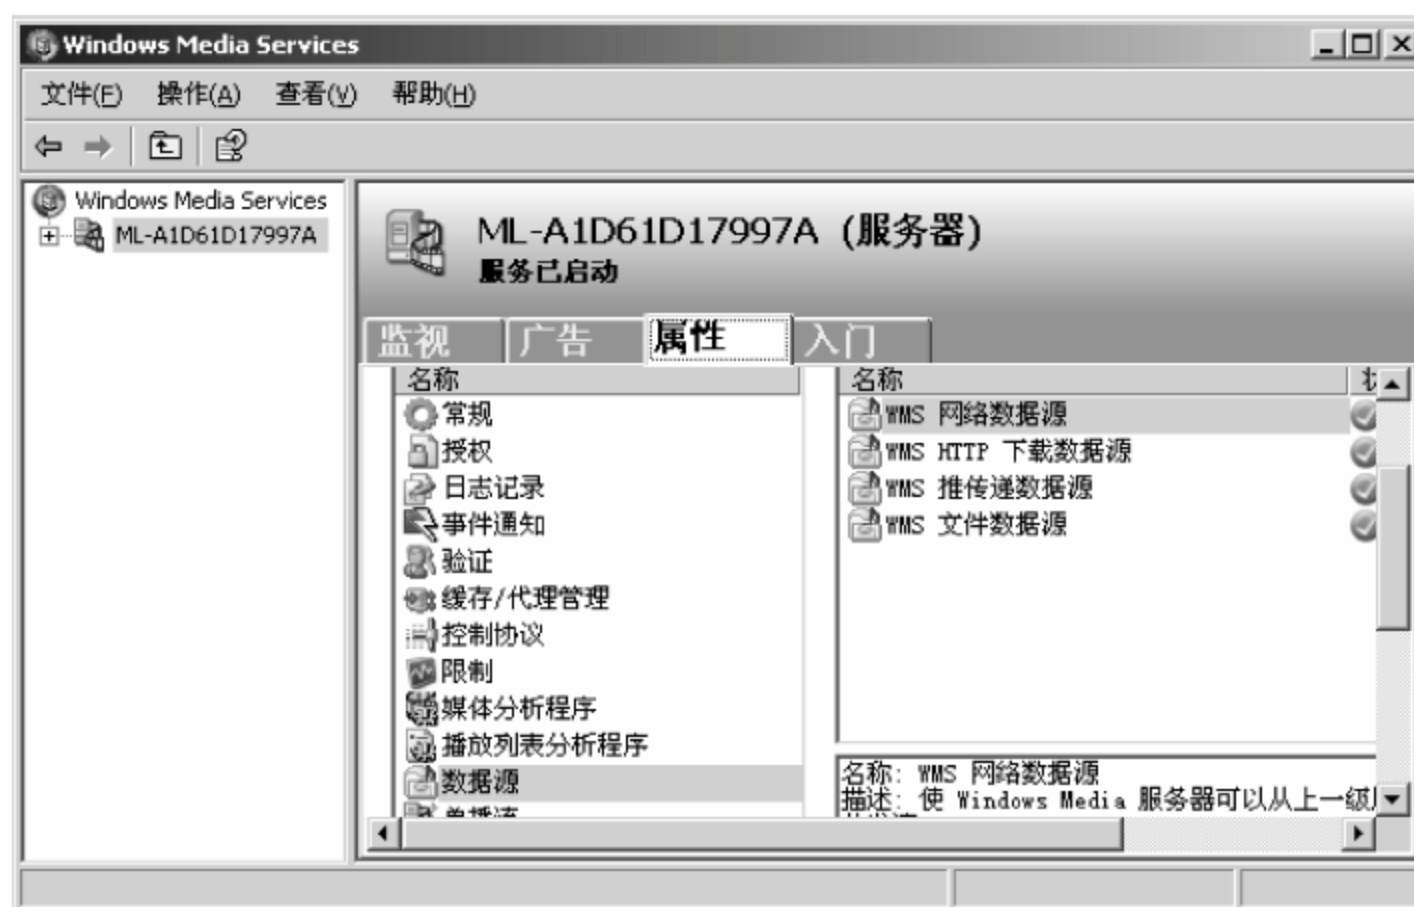 Windows Media Services
文件(F) 操作(A) 查看(V) 帮助(H)
Windows Media Services
ML-A1D61D17997A
ML-A1D61D17997A (服务器)
服务已启动
监视 广告 属性 入门
名称
常规
授权
日志记录
事件通知
验证
缓存/代理管理
控制协议
限制
媒体分析程序
播放列表分析程序
数据源
名称
WMS 网络数据源
WMS HTTP 下载数据源
WMS 推传递数据源
WMS 文件数据源
名称: WMS 网络数据源
描述: 使 Windows Media 服务器可以从上一级